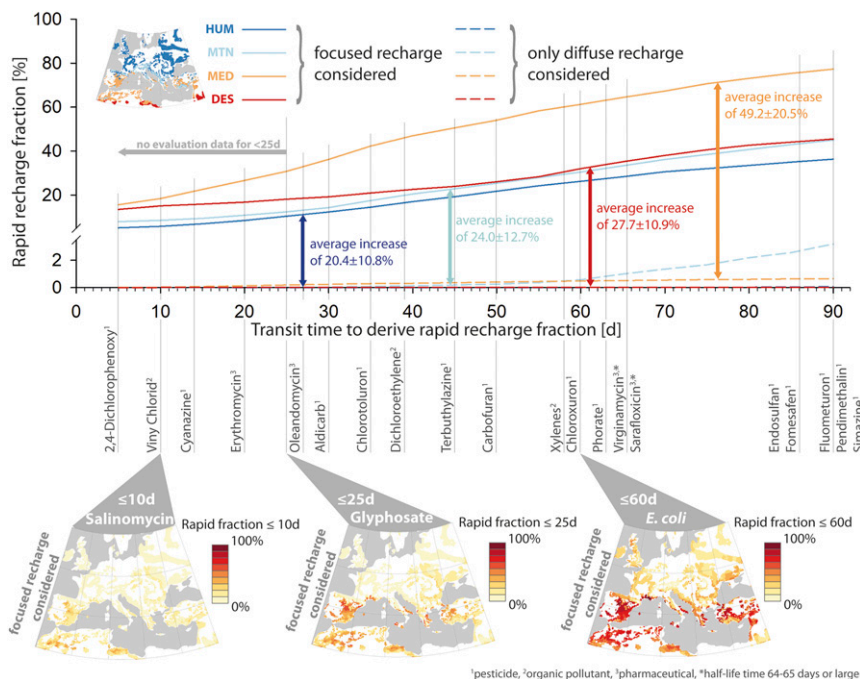 Rapid recharge fraction [%]
100
80
60
40
20
2
0
HUM
MTN
MED
DES
focused recharge
considered
only diffuse recharge
considered
no evaluation data for <25d
average increase
of 20.4±10.8%
average increase
of 24.0±12.7%
average increase
of 27.7±10.9%
average increase
of 49.2±20.5%
0 10 20 30 40 50 60 70 80 90
Transit time to derive rapid recharge fraction [d]
2,4-Dichlorophenoxy¹
Viny Chlorid²
Cyanazine¹
Erythromycin³
Oleandomycin³
Aldicarb¹
Chlorotoluron¹
Dichloroethylene²
Terbuthylazine¹
Carbofuran¹
Xylenes²
Chloroxuron¹
Phorate¹
Virginamycin³,*
Sarafloxicin³,*
Endosulfan¹
Fomesafen¹
Fluometuron¹
Pendimethalin¹
Simazine¹
≤10d
Salinomycin
focused recharge
considered
Rapid fraction ≤ 10d
100%
0%
≤25d
Glyphosate
focused recharge
considered
Rapid fraction ≤ 25d
100%
0%
≤60d
E. coli
focused recharge
considered
Rapid fraction ≤ 60d
100%
0%
¹pesticide, ²organic pollutant, ³pharmaceutical, *half-life time 64-65 days or large